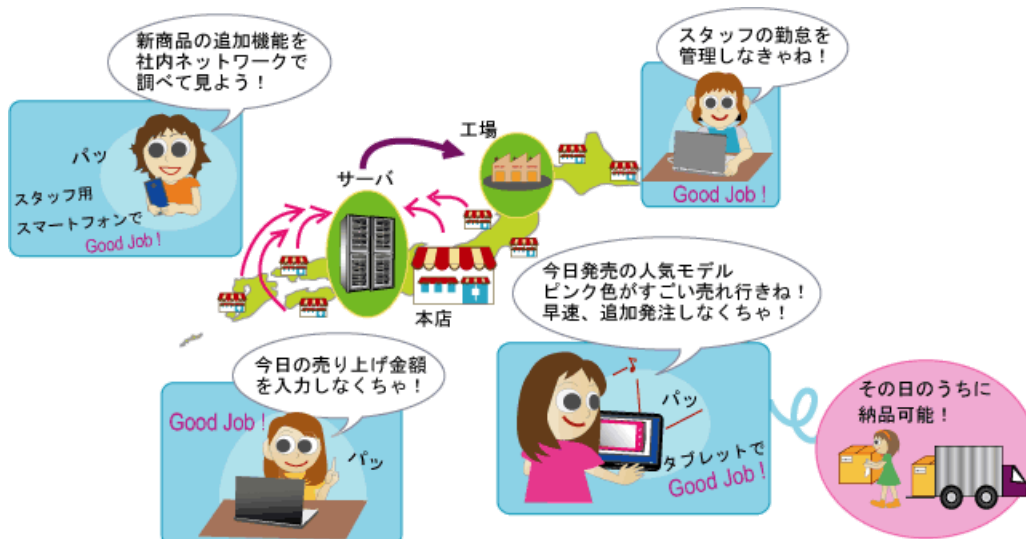 新商品の追加機能を
社内ネットワークで
調べて見よう！
パッ
スタッフ用
スマートフォンで
Good Job！
サーバ
工場
本店
スタッフの勤怠を
管理しなきゃね！
Good Job！
今日の売り上げ金額
を入力しなくちゃ！
Good Job！
パッ
今日発売の人気モデル
ピンク色がすごい売れ行きね！
早速、追加発注しなくちゃ！
パッ
タブレットで
Good Job！
その日のうちに
納品可能！